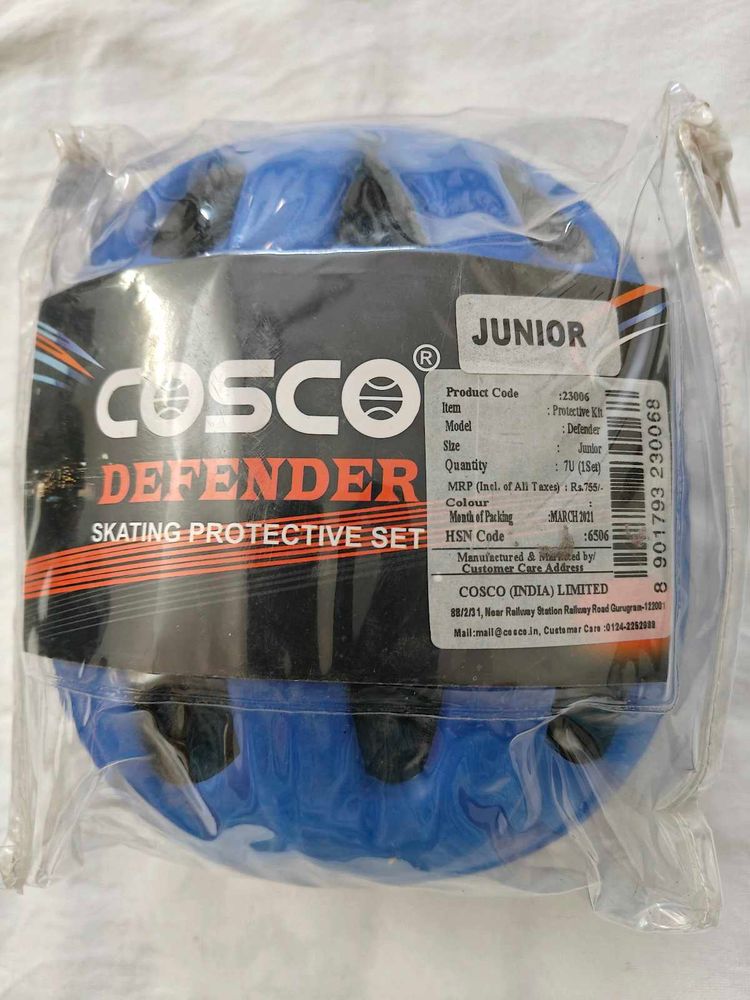 JUNIOR
COSCO®
DEFENDER
SKATING PROTECTIVE SET
Product Code :23006
Item : Protective Kit
Model : Defender
Size : Junior
Quantity : 7U (1Set)
MRP (Incl. of All Taxes) : Rs.755/-
Colour :
Month of Packing :MARCH 2021
HSN Code :6506
Manufactured & Marketed by/
Customer Care Address
COSCO (INDIA) LIMITED
8B/2/31, Near Railway Station Railway Road Gurugram-122001
Mail:mail@cosco.in, Customer Care :0124-2252988
8 901793 230068